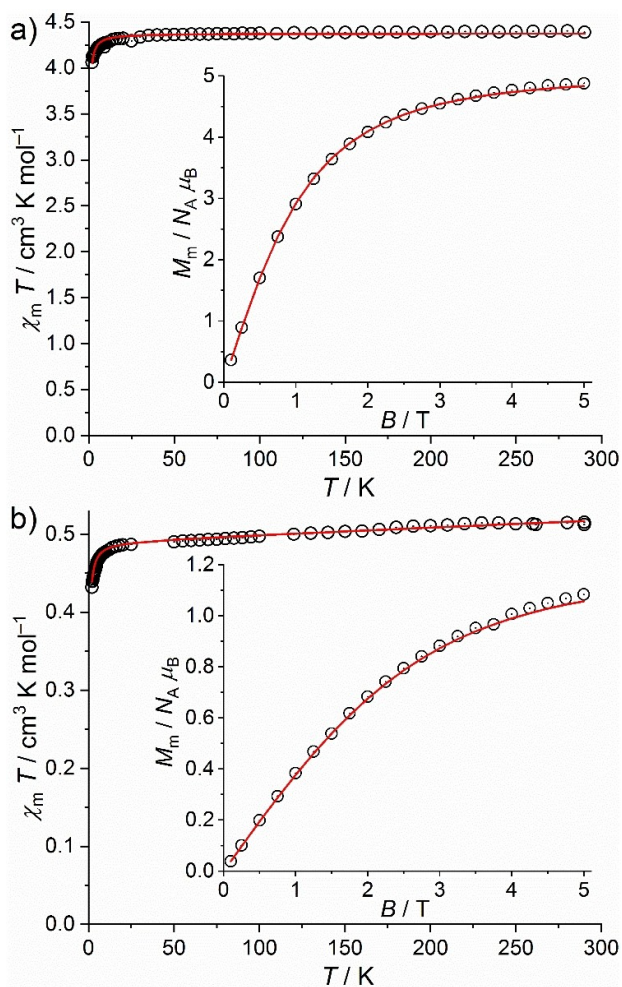 a)
4.5
4.0
3.5
3.0
2.5
2.0
1.5
1.0
0.5
0.0
χm T / cm³ K mol⁻¹
5
4
3
2
1
0
Mm / NA μB
0 1 2 3 4 5
B / T
0 50 100 150 200 250 300
T / K
b)
0.5
0.4
0.3
0.2
0.1
0.0
χm T / cm³ K mol⁻¹
1.2
1.0
0.8
0.6
0.4
0.2
0.0
Mm / NA μB
0 1 2 3 4 5
B / T
0 50 100 150 200 250 300
T / K